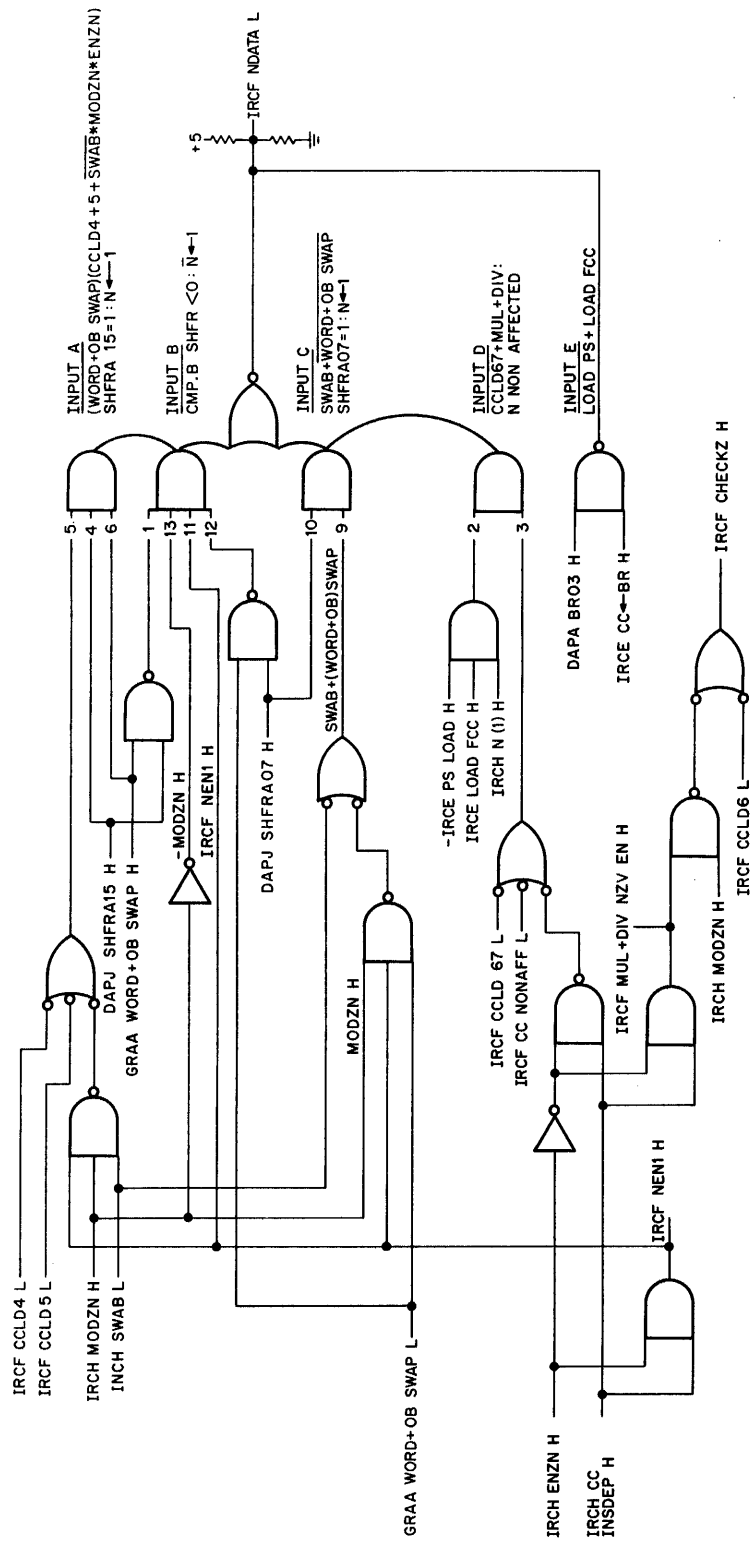 IRCF CCLD4 L
IRCF CCLD5 L
IRCH MODZN H
INCH SWAB L
GRAA WORD+OB SWAP L
IRCH ENZN H
IRCH CC
INSDEP H
DAPJ SHFRA15 H
GRAA WORD+OB SWAP H
-MODZN H
IRCF NEN1 H
DAPJ SHFRA07 H
MODZN H
SWAB+(WORD+OB)SWAP
-IRCE PS LOAD H
IRCE LOAD FCC H
IRCH N (1) H
IRCF CCLD 67 L
IRCF CC NONAFF L
IRCF MUL+DIV NZV EN H
IRCH MODZN H
IRCF CCLD6 L
IRCF NEN1 H
DAPA BR03 H
IRCE CC←BR H
IRCF CHECKZ H
5
4
6
1
13
11
12
10
9
2
3
INPUT A
(WORD+OB SWAP)(CCLD4+5+SWAB*MODZN*ENZN)
SHFRA 15=1:N←1
INPUT B
CMP.B SHFR <0: N←1
INPUT C
SWAB+WORD+OB SWAP
SHFRA07=1:N←1
INPUT D
CCLD67+MUL+DIV:
N NON AFFECTED
INPUT E
LOAD PS+LOAD FCC
+5
IRCF NDATA L
11-1580